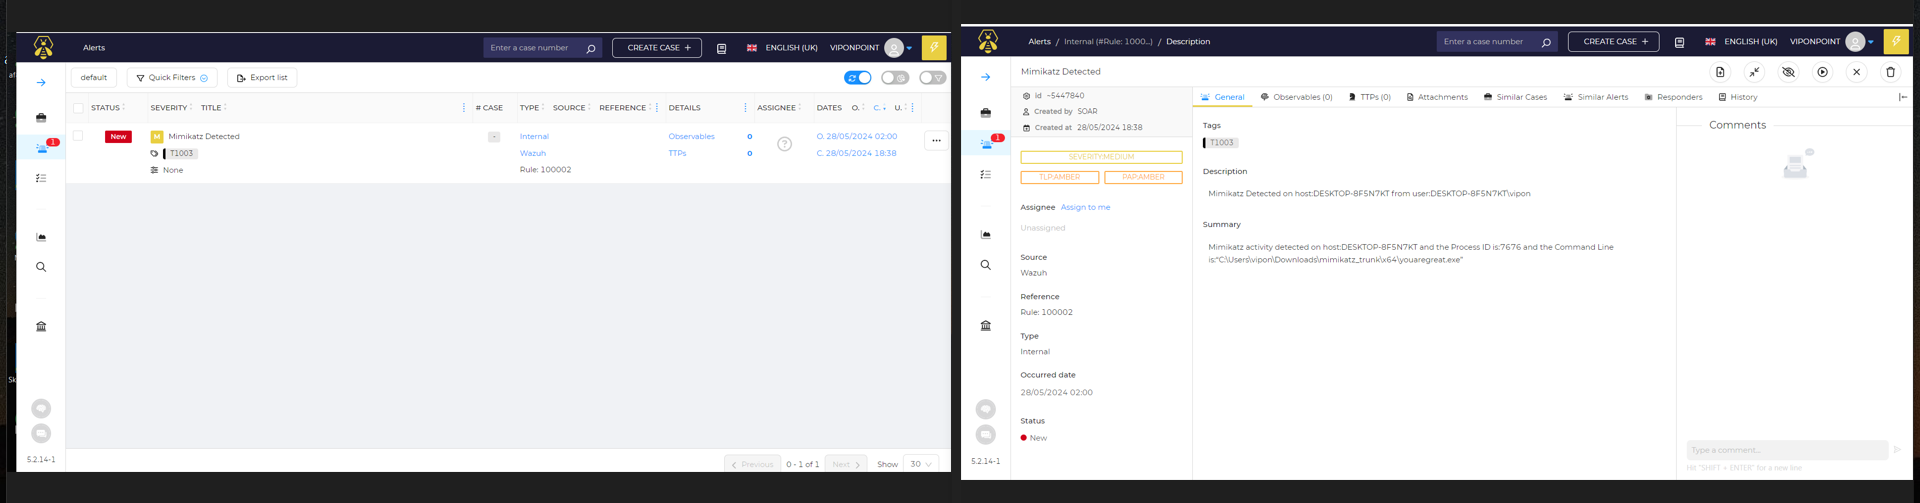 Alerts
Enter a case number
CREATE CASE +
ENGLISH (UK)
VIPONPOINT
default
Quick Filters
Export list
STATUS
SEVERITY
TITLE
# CASE
TYPE
SOURCE
REFERENCE
DETAILS
ASSIGNEE
DATES
O.
C.
U.
New
M
Mimikatz Detected
-
Internal
Observables
0
?
O. 28/05/2024 02:00
1
T1003
Wazuh
TTPs
0
C. 28/05/2024 18:38
None
Rule: 100002
5.2.14-1
Previous
0 - 1 of 1
Next
Show
30
Alerts / Internal (#Rule: 1000...) / Description
Enter a case number
CREATE CASE +
ENGLISH (UK)
VIPONPOINT
Mimikatz Detected
id ~5447840
Created by SOAR
Created at 28/05/2024 18:38
1
SEVERITY:MEDIUM
TLP:AMBER
PAP:AMBER
Assignee Assign to me
Unassigned
Source
Wazuh
Reference
Rule: 100002
Type
Internal
Occurred date
28/05/2024 02:00
Status
New
5.2.14-1
General
Observables (0)
TTPs (0)
Attachments
Similar Cases
Similar Alerts
Responders
History
Tags
T1003
Description
Mimikatz Detected on host:DESKTOP-8F5N7KT from user:DESKTOP-8F5N7KT\vipon
Summary
Mimikatz activity detected on host:DESKTOP-8F5N7KT and the Process ID is:7676 and the Command Line
is:"C:\Users\vipon\Downloads\mimikatz_trunk\x64\youaregreat.exe"
Comments
Type a comment...
Hit "SHIFT + ENTER" for a new line